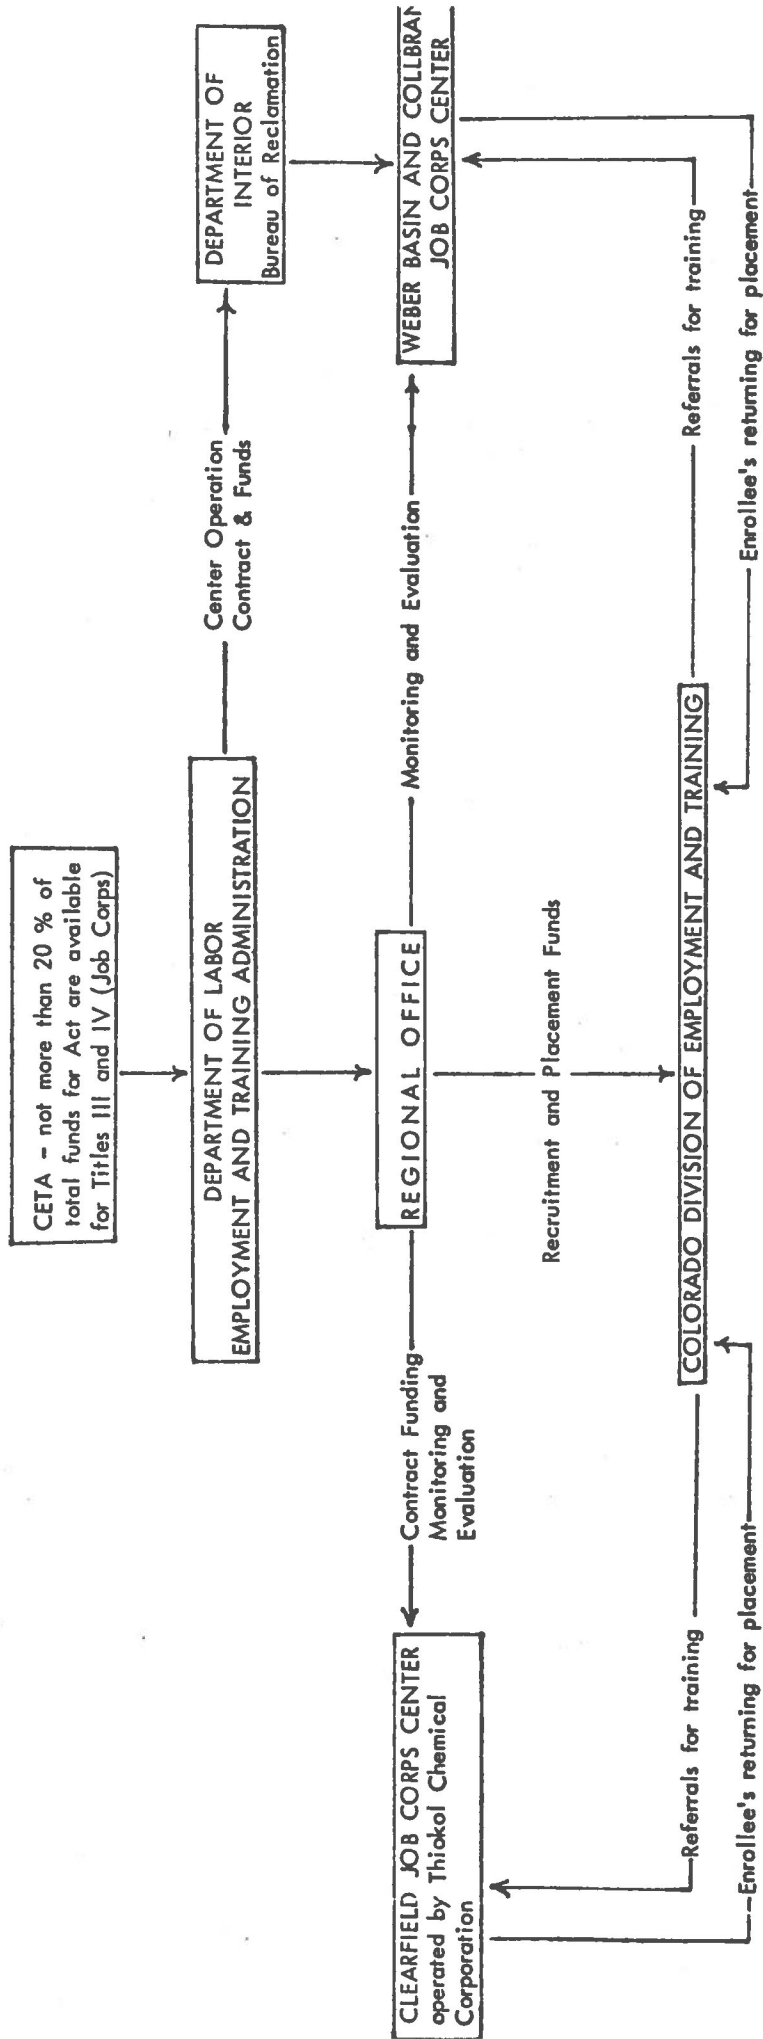 CETA - not more than 20 % of
total funds for Act are available
for Titles III and IV (Job Corps)
DEPARTMENT OF LABOR
EMPLOYMENT AND TRAINING ADMINISTRATION
Center Operation
Contract & Funds
DEPARTMENT OF
INTERIOR
Bureau of Reclamation
REGIONAL OFFICE
Contract Funding
Monitoring and
Evaluation
Monitoring and Evaluation
CLEARFIELD JOB CORPS CENTER
operated by Thiokol Chemical
Corporation
WEBER BASIN AND COLLBRAN
JOB CORPS CENTER
Recruitment and Placement Funds
COLORADO DIVISION OF EMPLOYMENT AND TRAINING
Referrals for training
Enrollee's returning for placement
Referrals for training
Enrollee's returning for placement